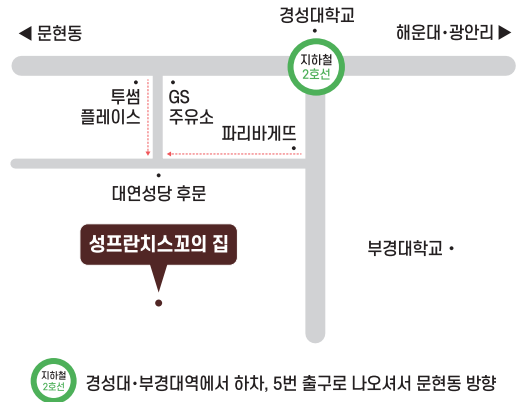 경성대학교
◀ 문현동
해운대·광안리 ▶
지하철
2호선
투썸
플레이스
GS
주유소
파리바게뜨
대연성당 후문
성프란치스꼬의 집
부경대학교
지하철
2호선
경성대·부경대역에서 하차, 5번 출구로 나오셔서 문현동 방향